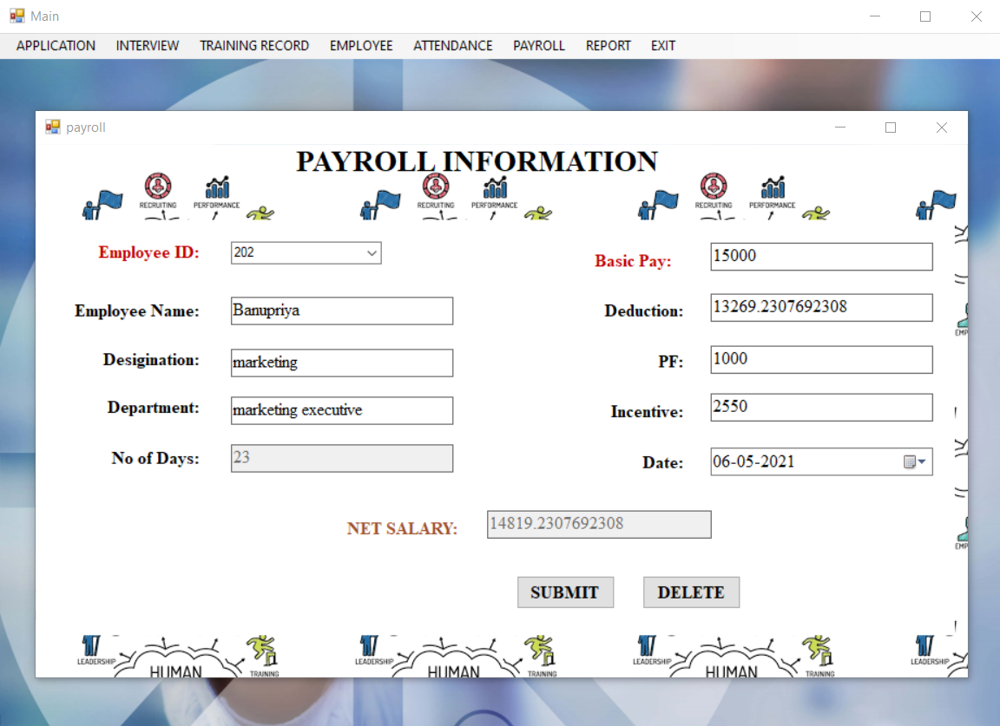 Main
APPLICATION INTERVIEW TRAINING RECORD EMPLOYEE ATTENDANCE PAYROLL REPORT EXIT
payroll
PAYROLL INFORMATION
RECRUITING PERFORMANCE RECRUITING PERFORMANCE RECRUITING PERFORMANCE
Employee ID: 202
Basic Pay: 15000
Employee Name: Banupriya
Deduction: 13269.2307692308
EMP
Desigination: marketing
PF: 1000
Department: marketing executive
Incentive: 2550
No of Days: 23
Date: 06-05-2021
NET SALARY: 14819.2307692308
EMP
SUBMIT DELETE
LEADERSHIP HUMAN TRAINING LEADERSHIP HUMAN TRAINING LEADERSHIP HUMAN TRAINING LEADERSHIP